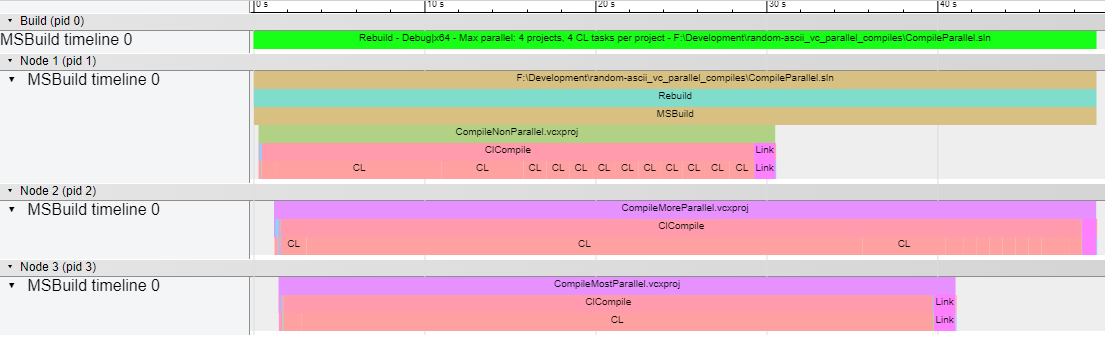 0 s 10 s 20 s 30 s 40 s
Build (pid 0)
MSBuild timeline 0
Rebuild - Debug|x64 - Max parallel: 4 projects, 4 CL tasks per project - F:\Development\random-ascii_vc_parallel_compiles\CompileParallel.sln
Node 1 (pid 1)
MSBuild timeline 0
F:\Development\random-ascii_vc_parallel_compiles\CompileParallel.sln
Rebuild
MSBuild
CompileNonParallel.vcxproj
ClCompile Link
CL CL CL CL CL CL CL CL CL CL CL CL Link
Node 2 (pid 2)
MSBuild timeline 0
CompileMoreParallel.vcxproj
ClCompile
CL CL CL
Node 3 (pid 3)
MSBuild timeline 0
CompileMostParallel.vcxproj
ClCompile Link
CL Link